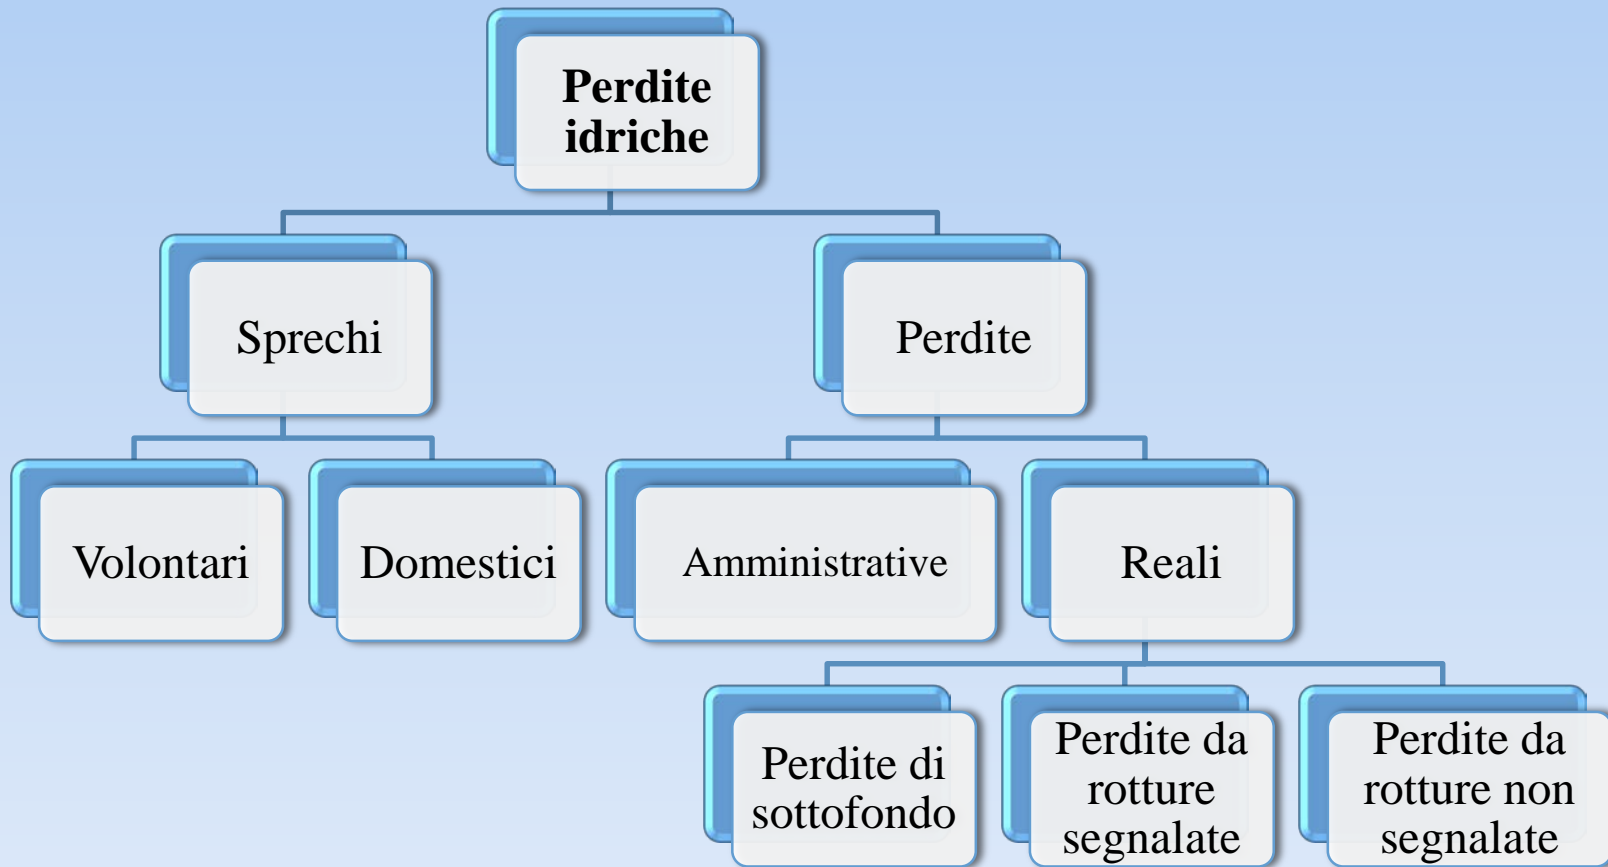 Perdite
idriche
Sprechi
Perdite
Volontari
Domestici
Amministrative
Reali
Perdite di
sottofondo
Perdite da
rotture
segnalate
Perdite da
rotture non
segnalate